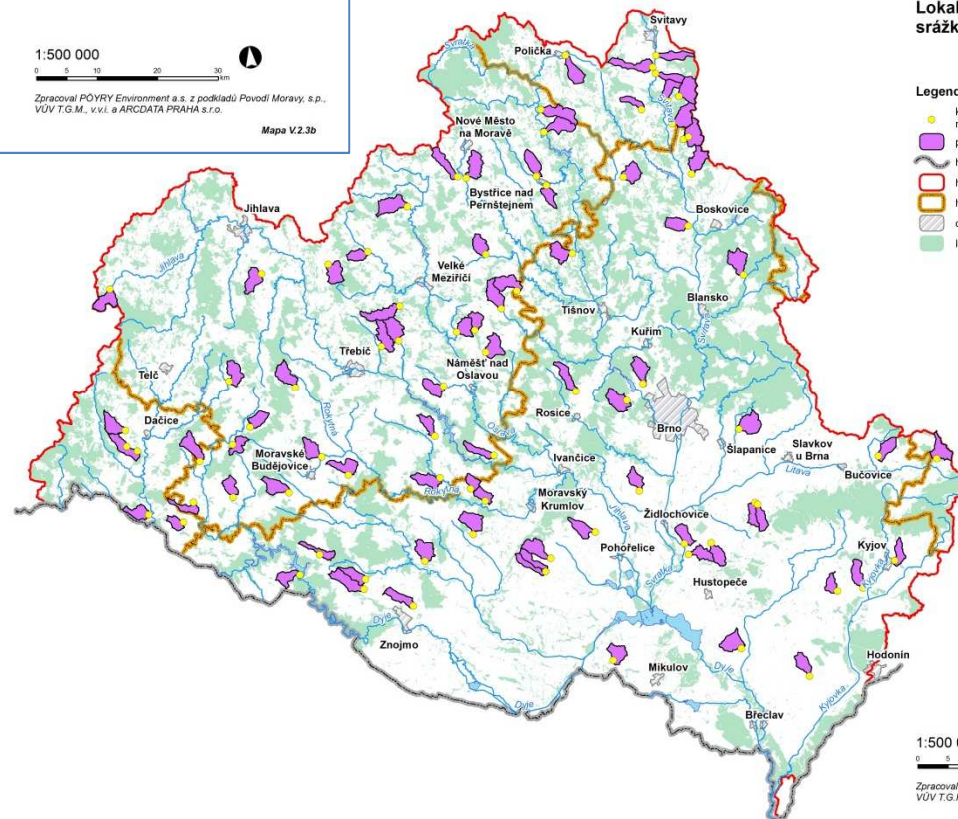 1:500 000
0 5 10 20 30 km
Zpracoval PÖYRY Environment a.s. z podkladů Povodí Moravy, s.p.,
VÚV T.G.M., v.v.i. a ARCDATA PRAHA s.r.o.
Mapa V.2.3b
Svitavy
Svratka
Polička
Svitava
Nové Město
na Moravě
Bystřice nad
Pernštejnem
Boskovice
Jihlava
Jihlava
Velké
Meziříčí
Blansko
Tišnov
Svitava
Kuřim
Třebíč
Náměšť nad
Oslavou
Telč
Dačice
Rokytná
Rosice
Brno
Oslava
Šlapanice
Slavkov
u Brna
Moravské
Budějovice
Ivančice
Litava
Bučovice
Rokytná
Moravský
Krumlov
Jihlava
Židlochovice
Pohořelice
Kyjov
Svratka
Kyjovka
Hustopeče
Dyje
Znojmo
Mikulov
Dyje
Hodonín
Dyje
Kyjovka
Břeclav
Lokal
srážk
Legend
k
p
h
h
h
o
l
1:500 0
0 5
Zpracoval
VÚV T.G.M